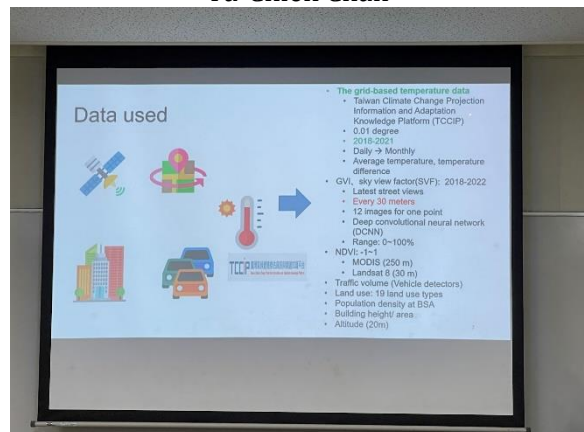 Data used
TCCIP
• The grid-based temperature data
• Taiwan Climate Change Projection
Information and Adaptation
Knowledge Platform (TCCIP)
• 0.01 degree
• 2018-2021
• Daily → Monthly
• Average temperature, temperature
difference
• GVI, sky view factor(SVF): 2018-2022
• Latest street views
• Every 30 meters
• 12 images for one point
• Deep convolutional neural network
(DCNN)
• Range: 0~100%
• NDVI: -1~1
• MODIS (250 m)
• Landsat 8 (30 m)
• Traffic volume (Vehicle detectors)
• Land use: 19 land use types
• Population density at BSA
• Building height/ area
• Altitude (20m)